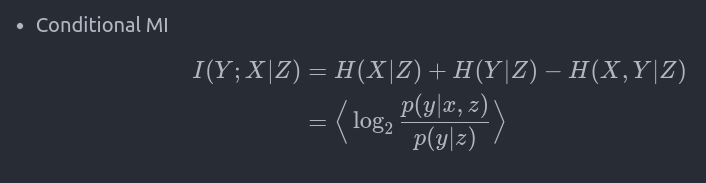 • Conditional MI
I(Y; X|Z) = H(X|Z) + H(Y|Z) − H(X, Y|Z)
= ⟨ log₂ p(y|x, z) / p(y|z) ⟩